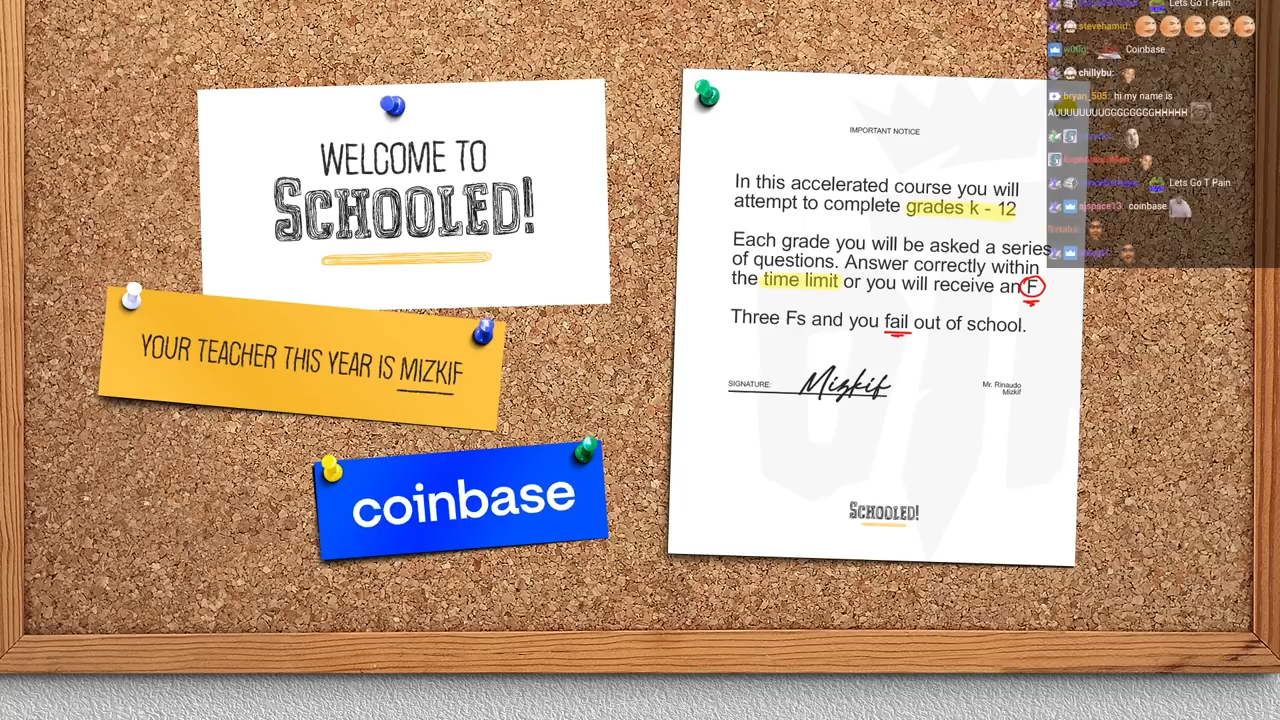 WELCOME TO
SCHOOLED!
YOUR TEACHER THIS YEAR IS MIZKIF
coinbase
IMPORTANT NOTICE
In this accelerated course you will
attempt to complete grades k - 12
Each grade you will be asked a series
of questions. Answer correctly within
the time limit or you will receive an F
Three Fs and you fail out of school.
SIGNATURE:
Mizkif
Mr. Rinaudo
Mizkif
SCHOOLED!
Lets Go T Pain
stevehamid:
Coinbase
chillybu:
bryan_505: hi my name is
AUUUUUUUUGGGGGGGGHHHHH
Lets Go T Pain
ajspace13: coinbase